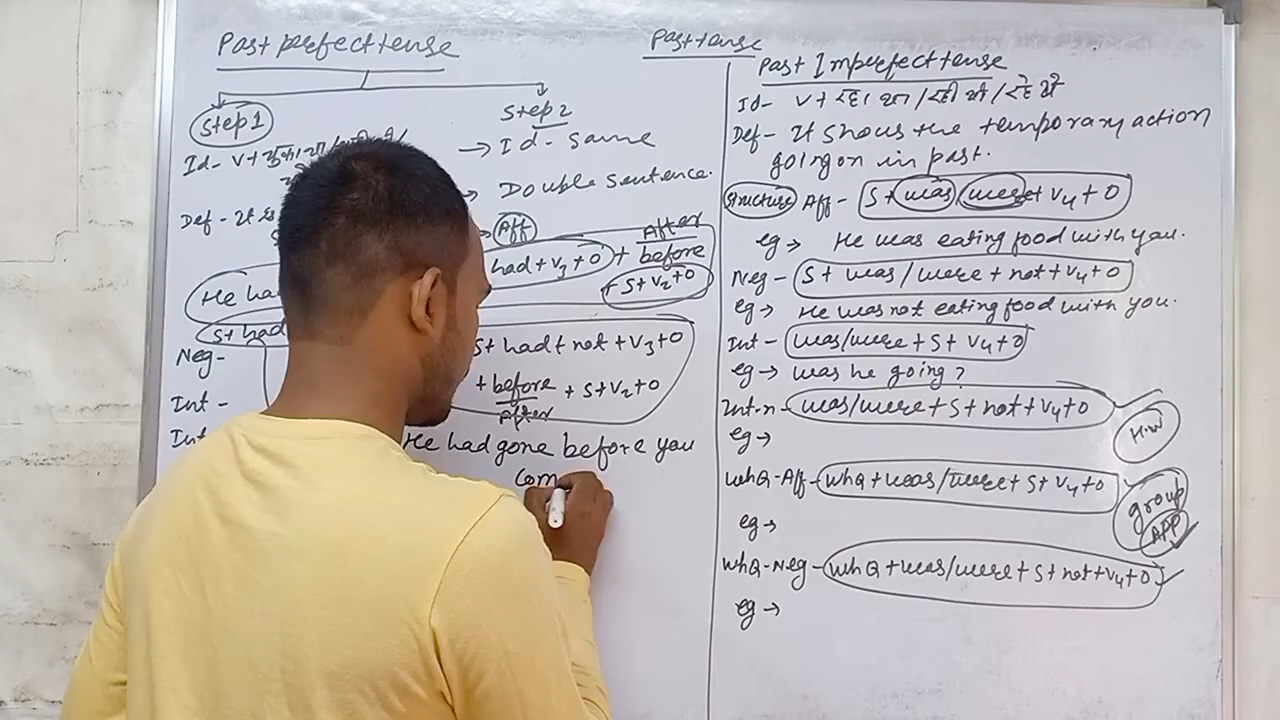 Past tense
Past perfect tense
Step 1
Step 2
Id- V+
→ Id- Same
Double sentence.
Def- It
Aff
He ha
had+V3+O) + After
before
+ S+V2+O
S+had
Neg-
S+had+not+V3+O
+ before + S+V2+O
After
Int-
Int
He had gone before you
com
Past Imperfect tense
Id- V+ रहा था/रही थी/रहे थे
Def- It shows the temporary action
going on in past.
Structure Aff- S+was were+V4+O
eg→ He was eating food with you.
Neg- S+was/were+not+V4+O
eg→ He was not eating food with you.
Int- was/were+S+V4+O
eg→ was he going?
Int-n- was/were+S+not+V4+O
H.W
eg→
whQ-Aff- whQ+was/were+S+V4+O
group
APP
eg→
whQ-Neg- whQ+was/were+S+not+V4+O
eg→